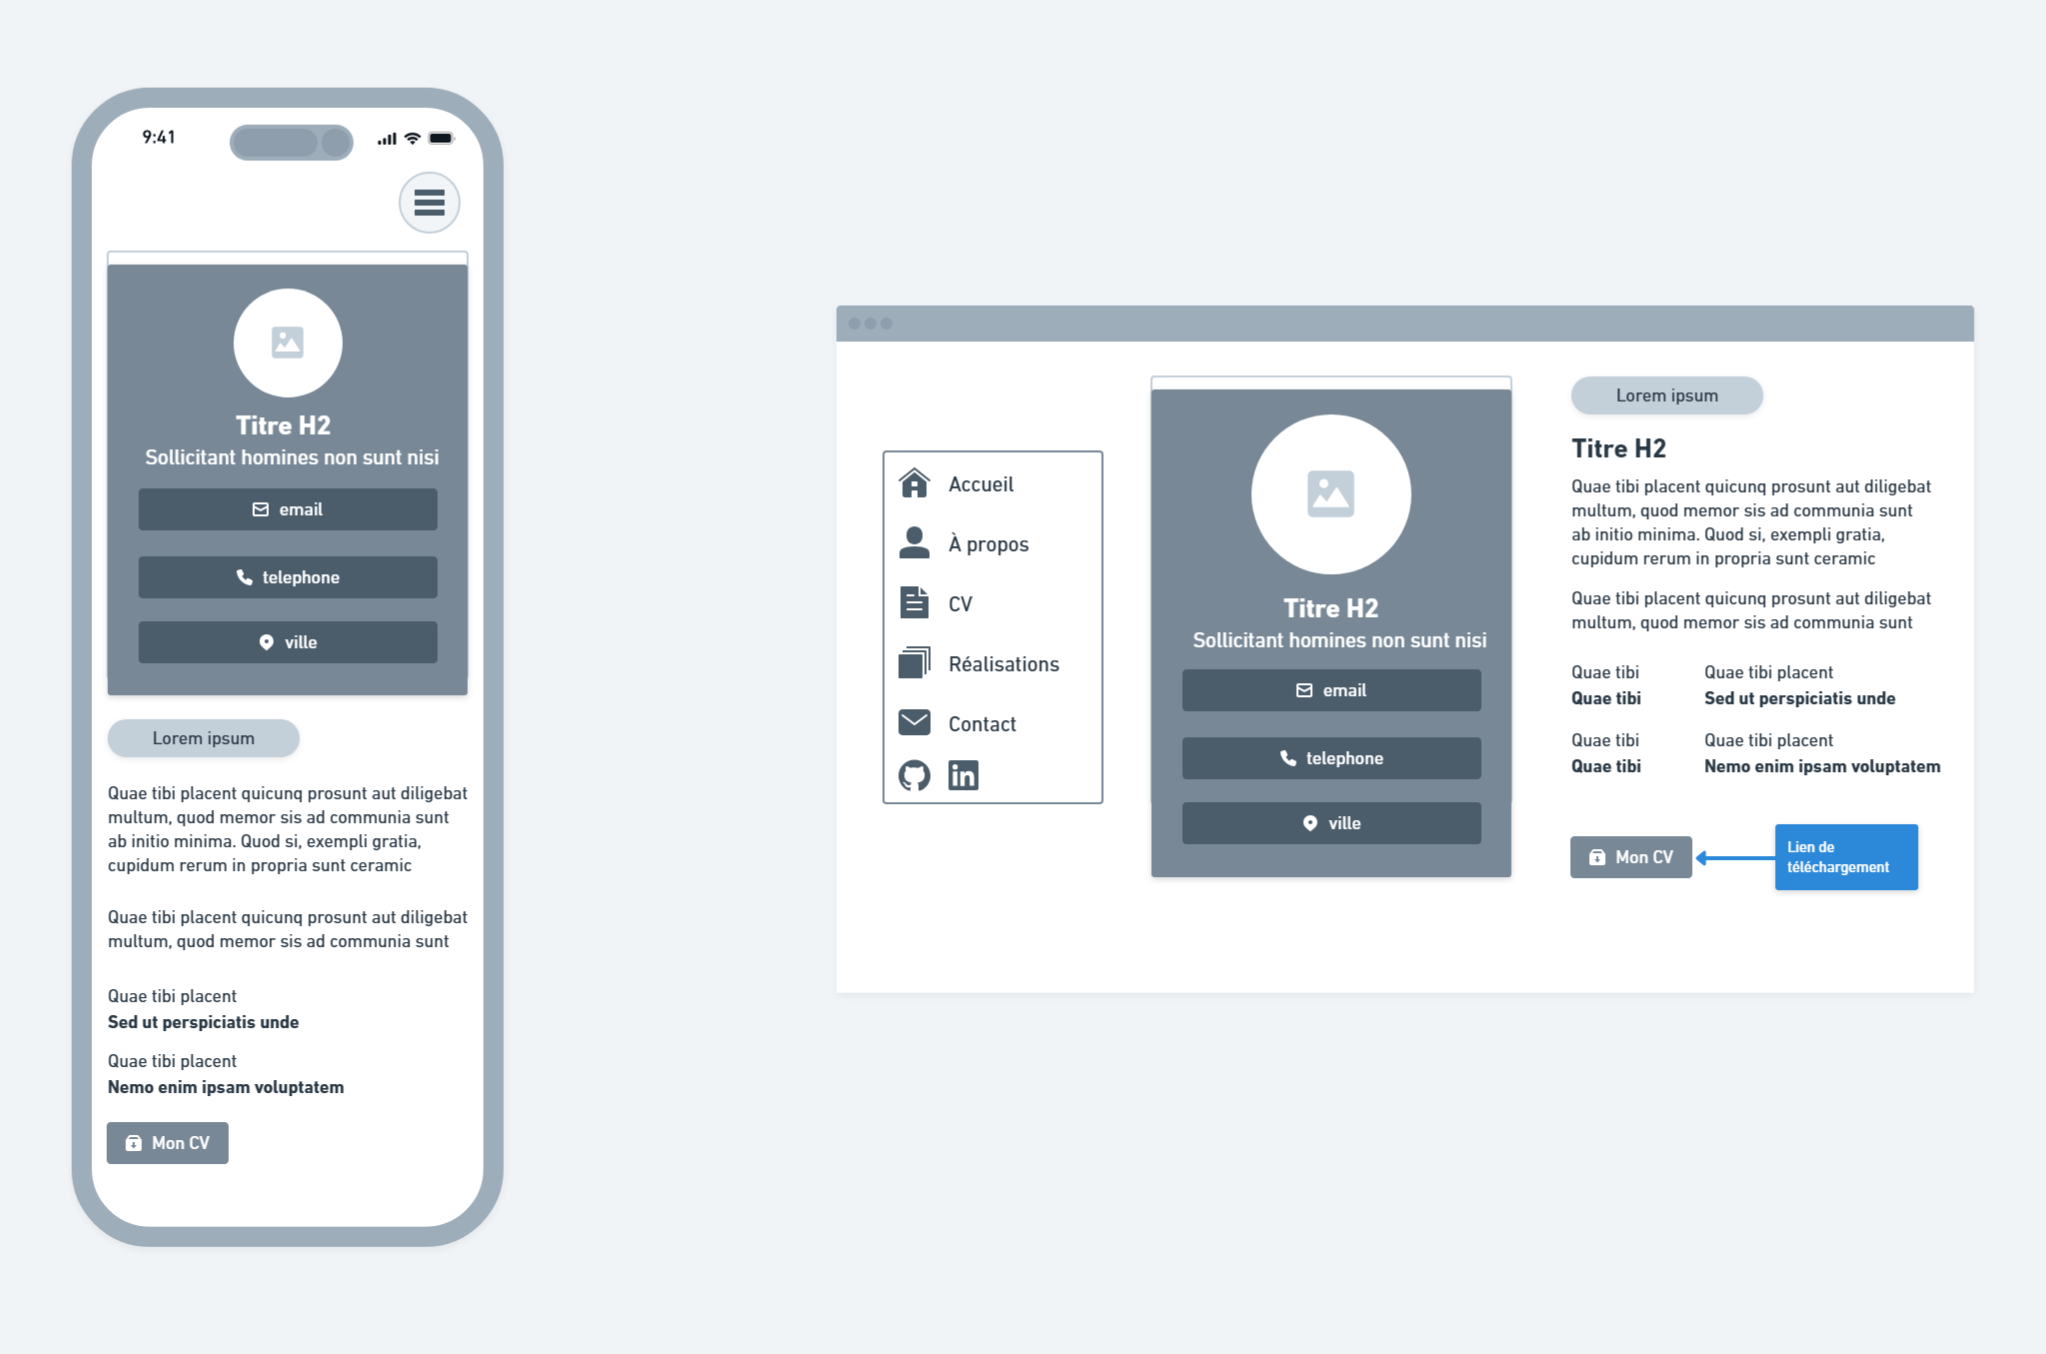 9:41
Titre H2
Sollicitant homines non sunt nisi
email
telephone
ville
Lorem ipsum
Quae tibi placent quicunq prosunt aut diligebat
multum, quod memor sis ad communia sunt
ab initio minima. Quod si, exempli gratia,
cupidum rerum in propria sunt ceramic
Quae tibi placent quicunq prosunt aut diligebat
multum, quod memor sis ad communia sunt
Quae tibi placent
Sed ut perspiciatis unde
Quae tibi placent
Nemo enim ipsam voluptatem
Mon CV
Accueil
À propos
CV
Réalisations
Contact
in
Titre H2
Sollicitant homines non sunt nisi
email
telephone
ville
Lorem ipsum
Titre H2
Quae tibi placent quicunq prosunt aut diligebat
multum, quod memor sis ad communia sunt
ab initio minima. Quod si, exempli gratia,
cupidum rerum in propria sunt ceramic
Quae tibi placent quicunq prosunt aut diligebat
multum, quod memor sis ad communia sunt
Quae tibi Quae tibi placent
Quae tibi Sed ut perspiciatis unde
Quae tibi Quae tibi placent
Quae tibi Nemo enim ipsam voluptatem
Mon CV
Lien de
téléchargement